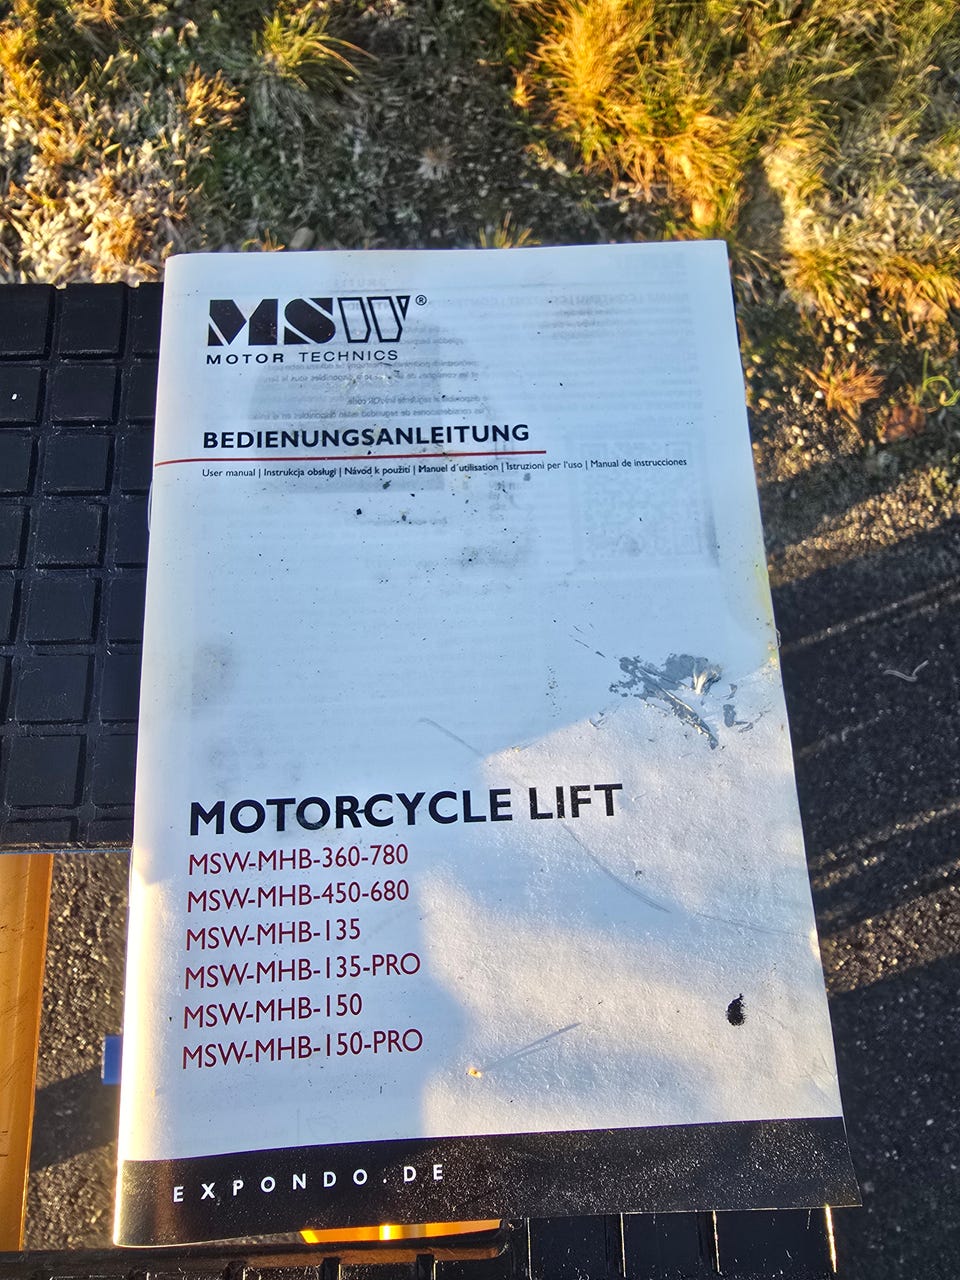 MSW®
MOTOR TECHNICS
BEDIENUNGSANLEITUNG
User manual | Instrukcja obsługi | Návod k použití | Manuel d´utilisation | Istruzioni per l'uso | Manual de instrucciones
MOTORCYCLE LIFT
MSW-MHB-360-780
MSW-MHB-450-680
MSW-MHB-135
MSW-MHB-135-PRO
MSW-MHB-150
MSW-MHB-150-PRO
EXPONDO.DE